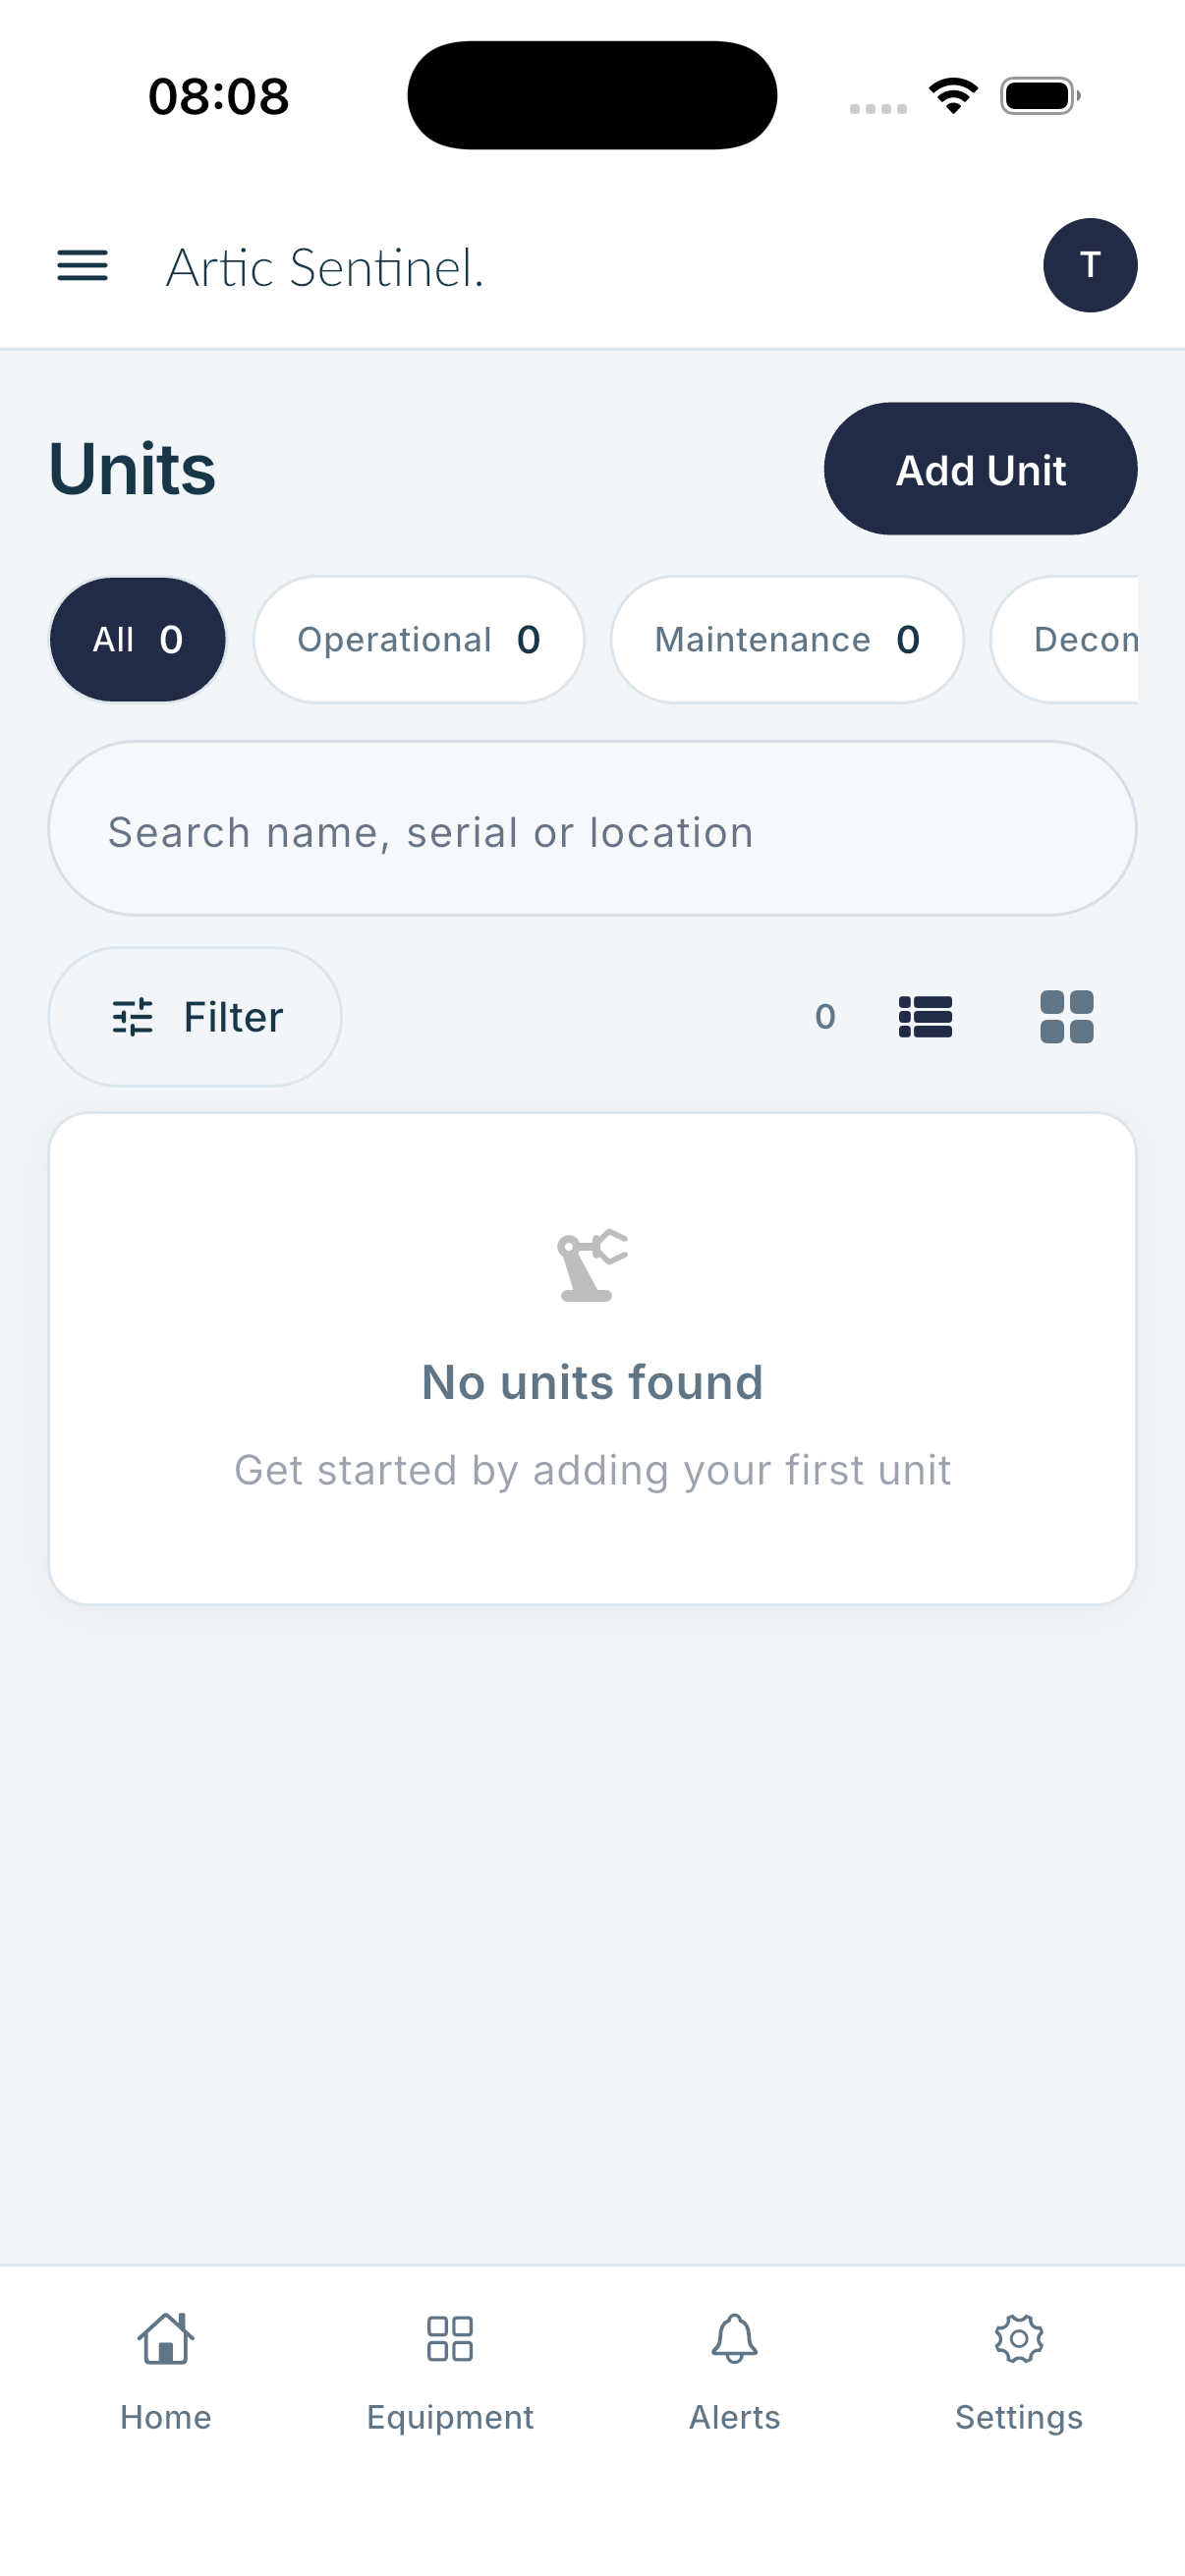 08:08
Artic Sentinel.
T
Units
Add Unit
All 0
Operational 0
Maintenance 0
Decom
Search name, serial or location
Filter
0
No units found
Get started by adding your first unit
Home
Equipment
Alerts
Settings